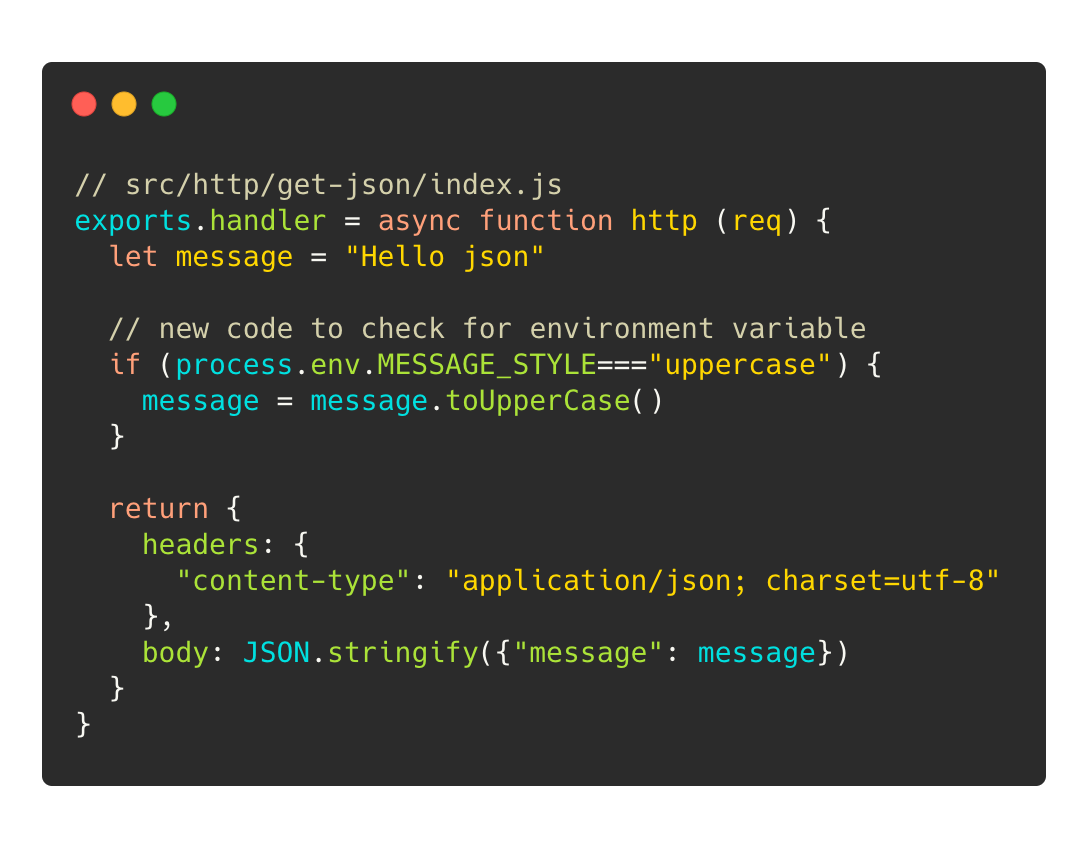 // src/http/get-json/index.js
exports.handler = async function http (req) {
  let message = "Hello json"

  // new code to check for environment variable
  if (process.env.MESSAGE_STYLE==="uppercase") {
    message = message.toUpperCase()
  }

  return {
    headers: {
      "content-type": "application/json; charset=utf-8"
    },
    body: JSON.stringify({"message": message})
  }
}